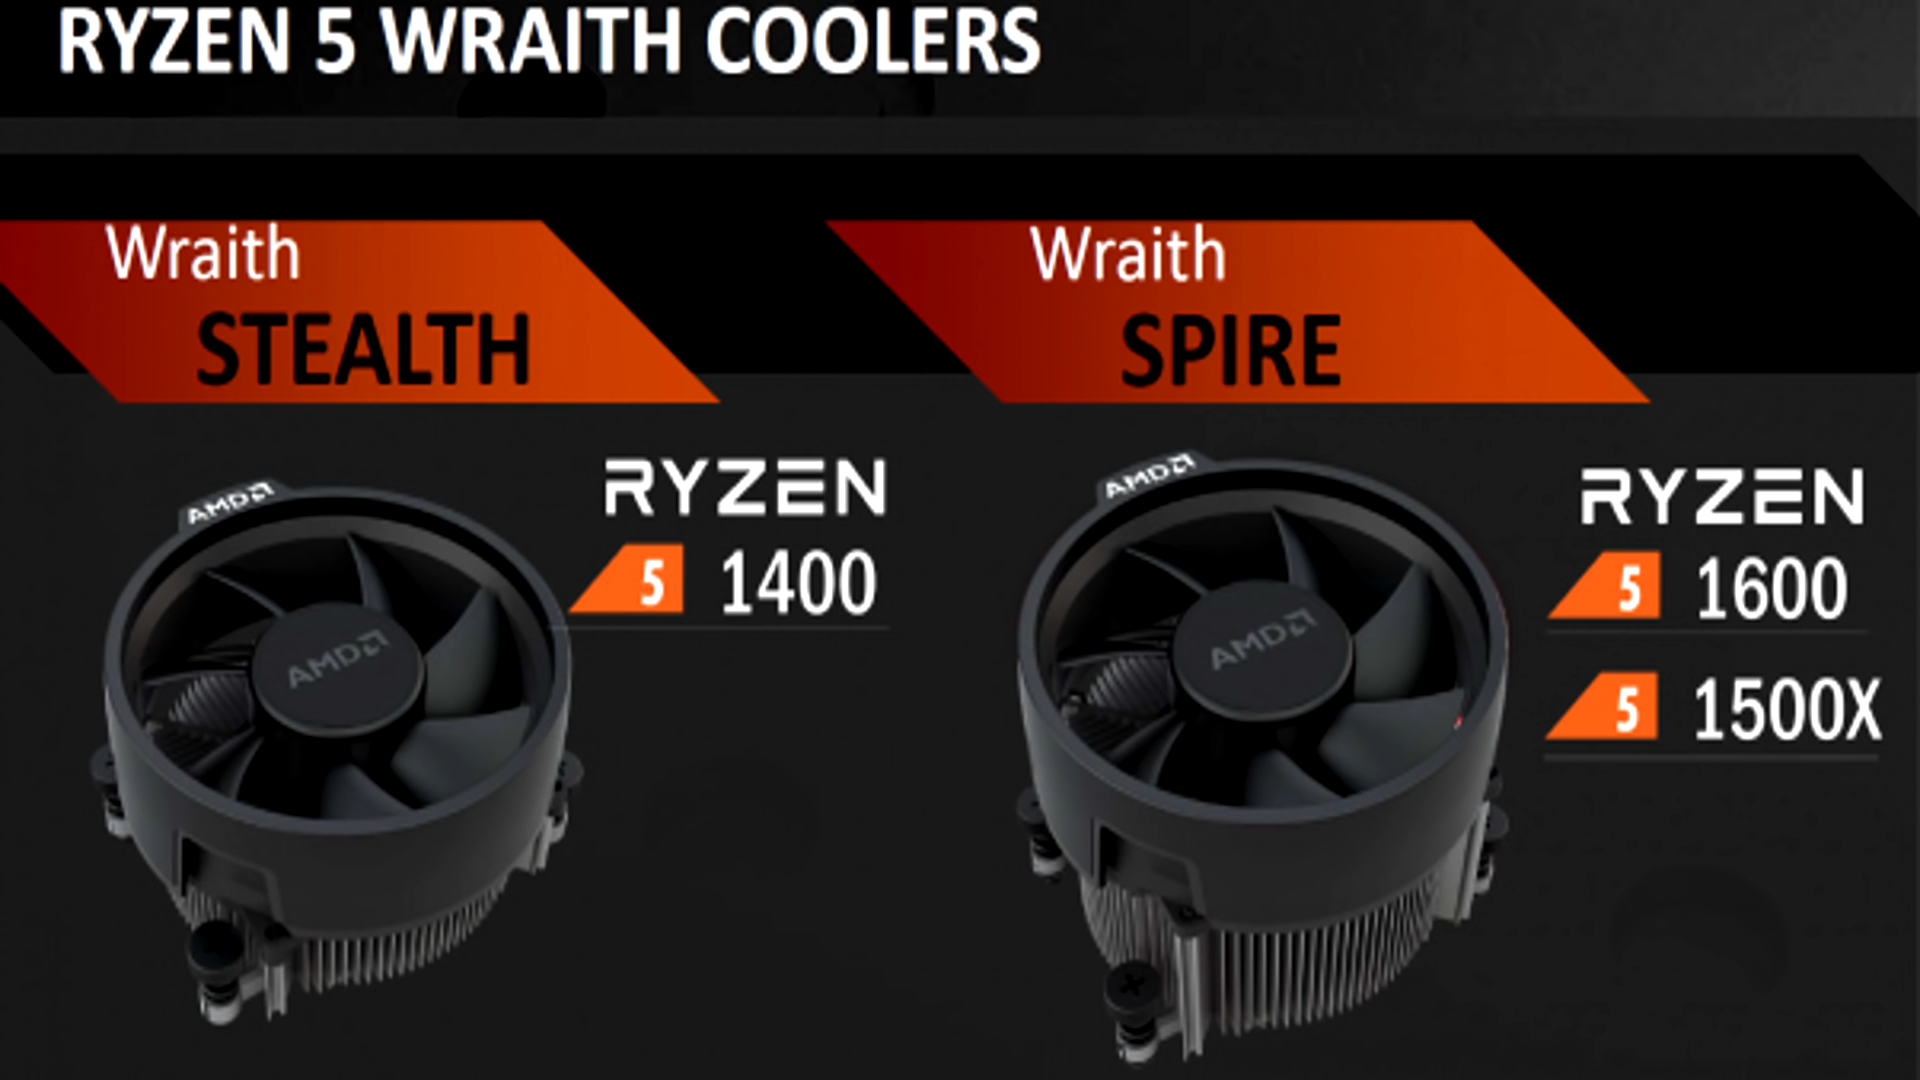 RYZEN 5 WRAITH COOLERS
Wraith
STEALTH
Wraith
SPIRE
AMD
AMD
RYZEN
5 1400
AMD
AMD
RYZEN
5 1600
5 1500X